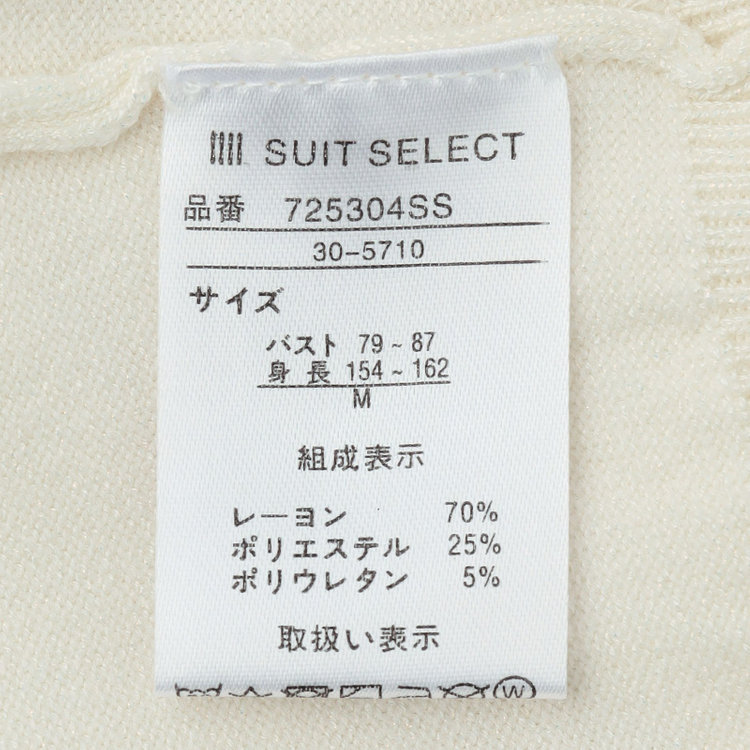 SUIT SELECT
品番 725304SS
30-5710
サイズ
バスト 79~87
身長 154~162
M
組成表示
レーヨン 70%
ポリエステル 25%
ポリウレタン 5%
取扱い表示
W